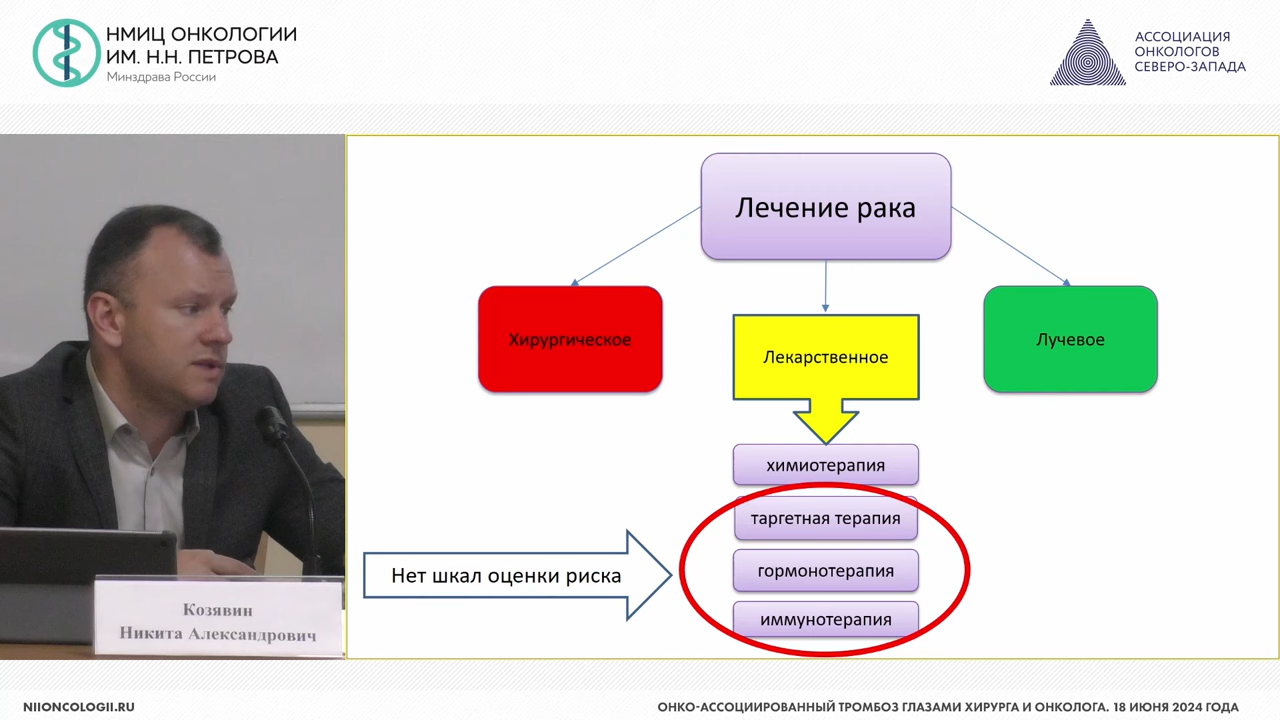 НМИЦ ОНКОЛОГИИ
ИМ. Н.Н. ПЕТРОВА
Минздрава России
АССОЦИАЦИЯ
ОНКОЛОГОВ
СЕВЕРО-ЗАПАДА
Лечение рака
Хирургическое
Лекарственное
Лучевое
химиотерапия
таргетная терапия
гормонотерапия
иммунотерапия
Нет шкал оценки риска
Козявин
Никита Александрович
NIIONCOLOGII.RU
ОНКО-АССОЦИИРОВАННЫЙ ТРОМБОЗ ГЛАЗАМИ ХИРУРГА И ОНКОЛОГА. 18 ИЮНЯ 2024 ГОДА